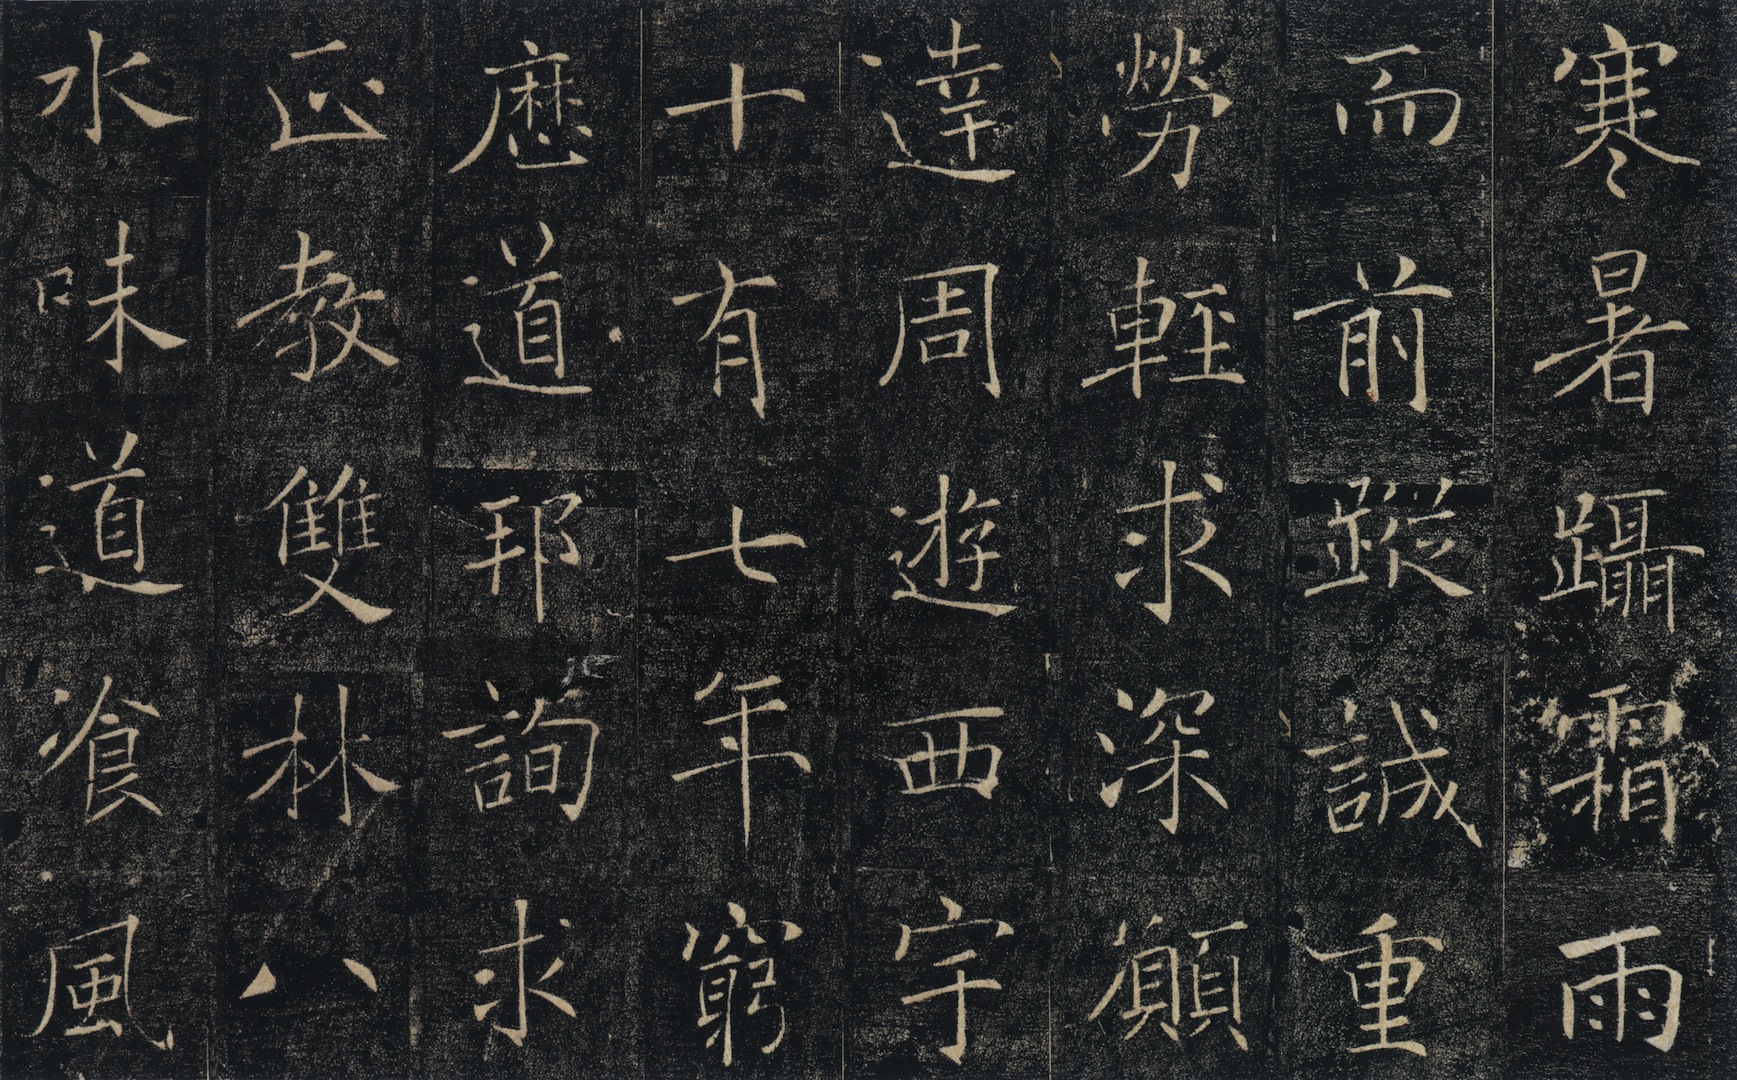 寒暑躡霜雨
而前蹤誠重
勞輕求深願
達周遊西宇
十有七年窮
歷道邦詢求
正教雙林八
水味道飡風